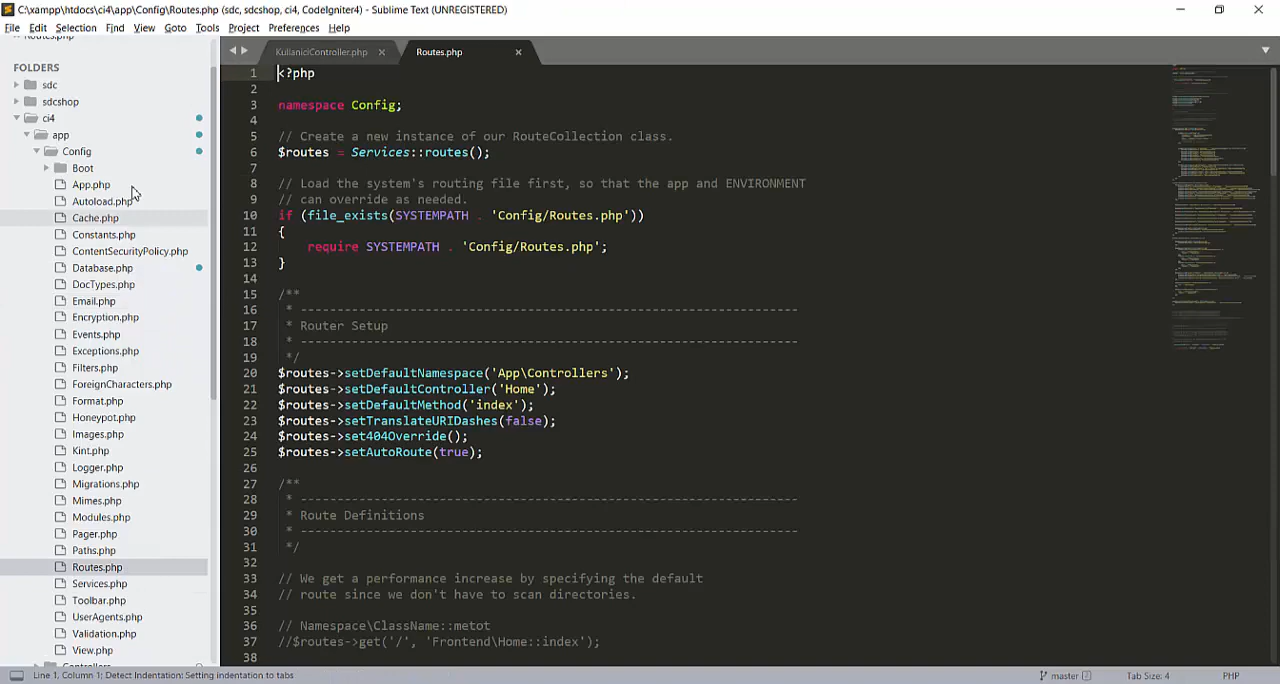 C:\xampp\htdocs\ci4\app\Config\Routes.php (sdc, sdcshop, ci4, CodeIgniter4) - Sublime Text (UNREGISTERED)
File Edit Selection Find View Goto Tools Project Preferences Help
Routes.php
FOLDERS
sdc
sdcshop
ci4
app
Config
Boot
App.php
Autoload.php
Cache.php
Constants.php
ContentSecurityPolicy.php
Database.php
DocTypes.php
Email.php
Encryption.php
Events.php
Exceptions.php
Filters.php
ForeignCharacters.php
Format.php
Honeypot.php
Images.php
Kint.php
Logger.php
Migrations.php
Mimes.php
Modules.php
Pager.php
Paths.php
Routes.php
Services.php
Toolbar.php
UserAgents.php
Validation.php
View.php
Controllers
KullaniciController.php Routes.php
1 <?php
2
3 namespace Config;
4
5 // Create a new instance of our RouteCollection class.
6 $routes = Services::routes();
7
8 // Load the system's routing file first, so that the app and ENVIRONMENT
9 // can override as needed.
10 if (file_exists(SYSTEMPATH . 'Config/Routes.php'))
11 {
12 require SYSTEMPATH . 'Config/Routes.php';
13 }
14
15 /**
16 * --------------------------------------------------------------------
17 * Router Setup
18 * --------------------------------------------------------------------
19 */
20 $routes->setDefaultNamespace('App\Controllers');
21 $routes->setDefaultController('Home');
22 $routes->setDefaultMethod('index');
23 $routes->setTranslateURIDashes(false);
24 $routes->set404Override();
25 $routes->setAutoRoute(true);
26
27 /**
28 * --------------------------------------------------------------------
29 * Route Definitions
30 * --------------------------------------------------------------------
31 */
32
33 // We get a performance increase by specifying the default
34 // route since we don't have to scan directories.
35
36 // Namespace\ClassName::metot
37 //$routes->get('/', 'Frontend\Home::index');
38
Line 1, Column 1; Detect Indentation: Setting indentation to tabs
master 2 Tab Size: 4 PHP